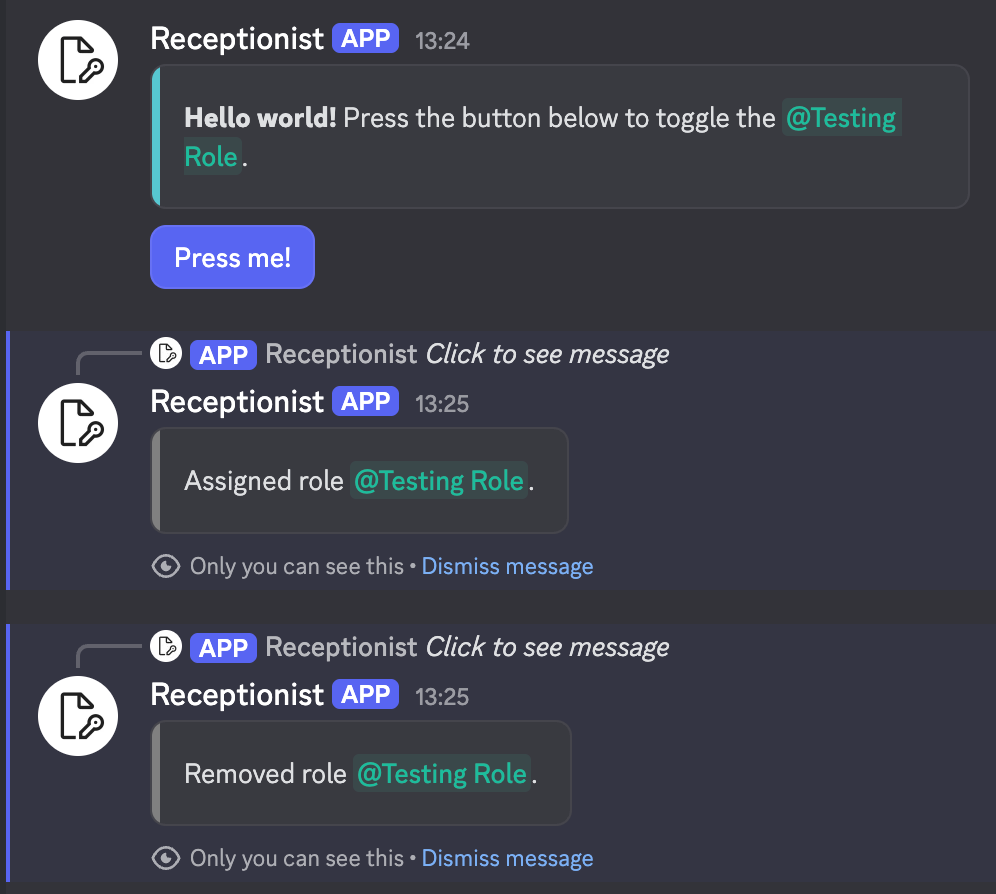 Receptionist APP 13:24
Hello world! Press the button below to toggle the @Testing
Role.
Press me!
APP Receptionist Click to see message
Receptionist APP 13:25
Assigned role @Testing Role.
Only you can see this • Dismiss message
APP Receptionist Click to see message
Receptionist APP 13:25
Removed role @Testing Role.
Only you can see this • Dismiss message